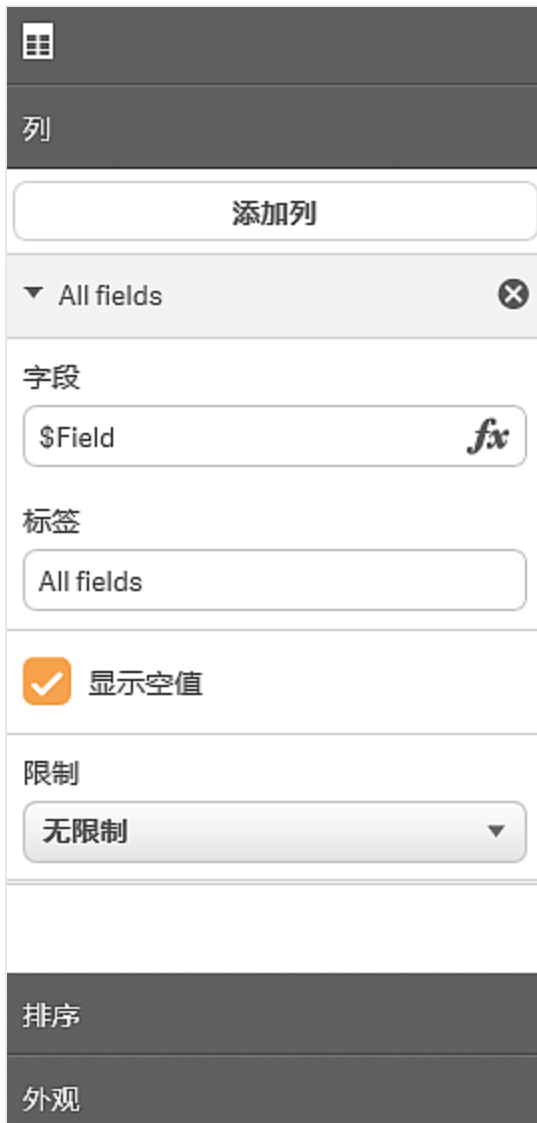 列
添加列
All fields
字段
$Field fx
标签
All fields
显示空值
限制
无限制
排序
外观